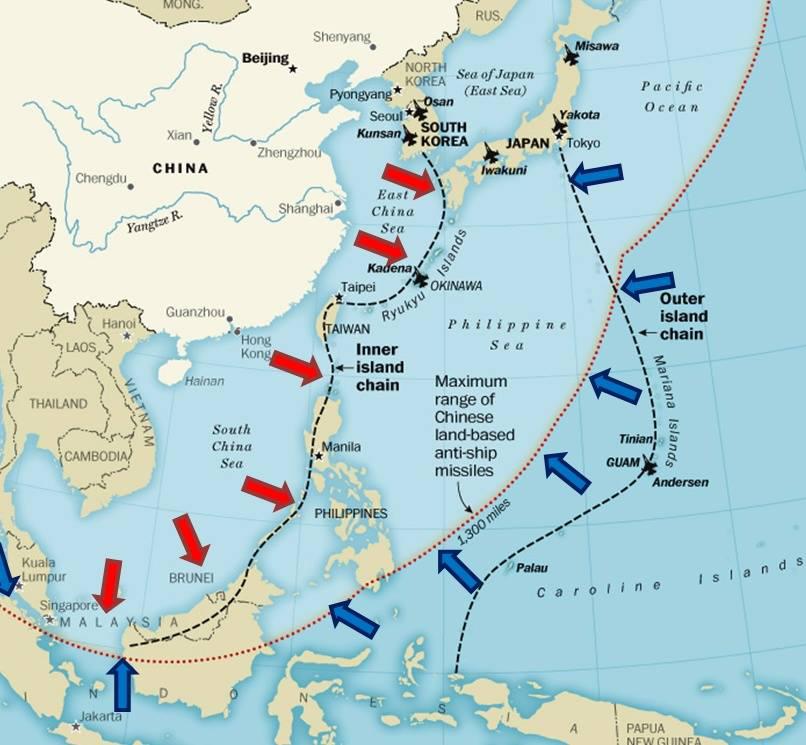 MONG.
RUS.
Shenyang
Misawa
Beijing
NORTH
KOREA
Sea of Japan
(East Sea)
Pacific
Ocean
Pyongyang
Osan
Seoul
Yakota
SOUTH
KOREA
Kunsan
JAPAN
Tokyo
Iwakuni
Yellow R.
Xian
Zhengzhou
CHINA
Chengdu
Yangtze R.
Shanghai
East
China
Sea
Ryukyu Islands
Kadena
OKINAWA
Taipei
TAIWAN
Guangzhou
Hong
Kong
Hanoi
LAOS
Hainan
VIETNAM
THAILAND
CAMBODIA
Philippine
Sea
Outer
island
chain
Inner
island
chain
Maximum
range of
Chinese
land-based
anti-ship
missiles
Mariana Islands
South
China
Sea
Manila
Tinian
GUAM
Andersen
PHILIPPINES
1,300 miles
Palau
Caroline Islands
Kuala
Lumpur
BRUNEI
Singapore
MALAYSIA
INDONESIA
Jakarta
PAPUA
NEW GUINEA